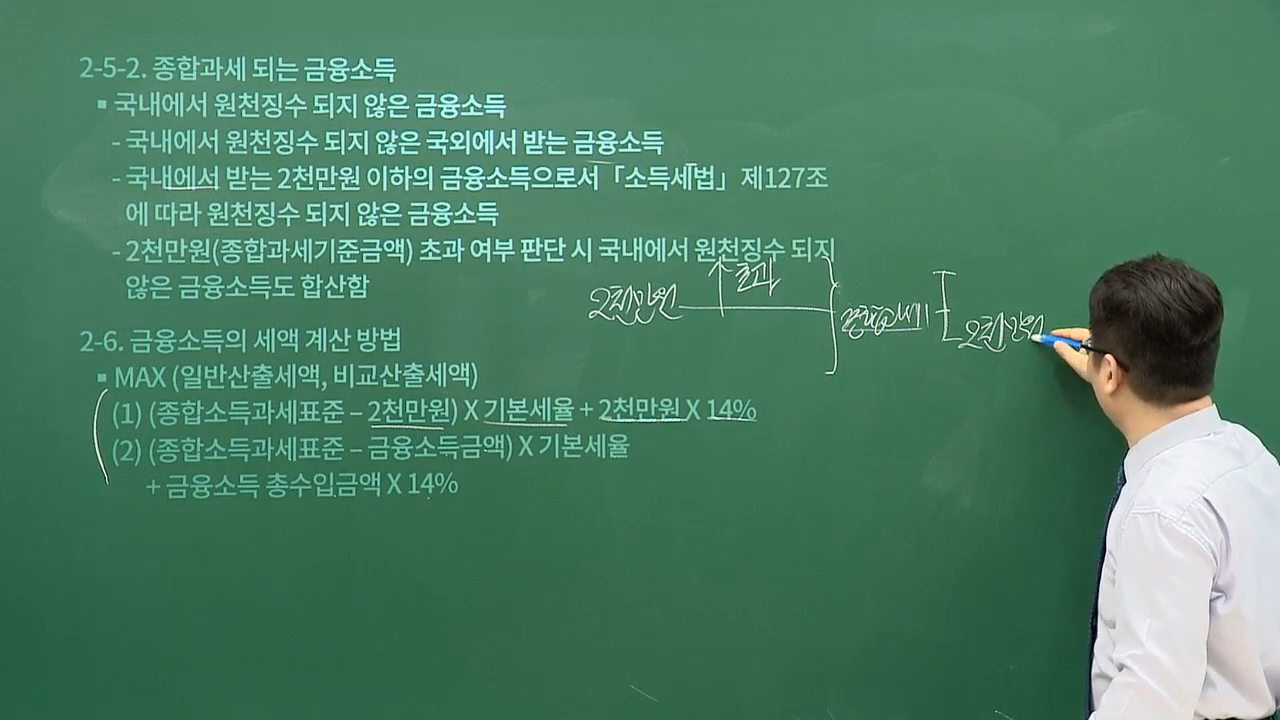 2-5-2. 종합과세 되는 금융소득
▪ 국내에서 원천징수 되지 않은 금융소득
- 국내에서 원천징수 되지 않은 국외에서 받는 금융소득
- 국내에서 받는 2천만원 이하의 금융소득으로서「소득세법」제127조
에 따라 원천징수 되지 않은 금융소득
- 2천만원(종합과세기준금액) 초과 여부 판단 시 국내에서 원천징수 되지
않은 금융소득도 합산함
2천만원 초과 종합과세
2천만원
2-6. 금융소득의 세액 계산 방법
▪ MAX (일반산출세액, 비교산출세액)
(1) (종합소득과세표준 – 2천만원) X 기본세율 + 2천만원 X 14%
(2) (종합소득과세표준 – 금융소득금액) X 기본세율
+ 금융소득 총수입금액 X 14%